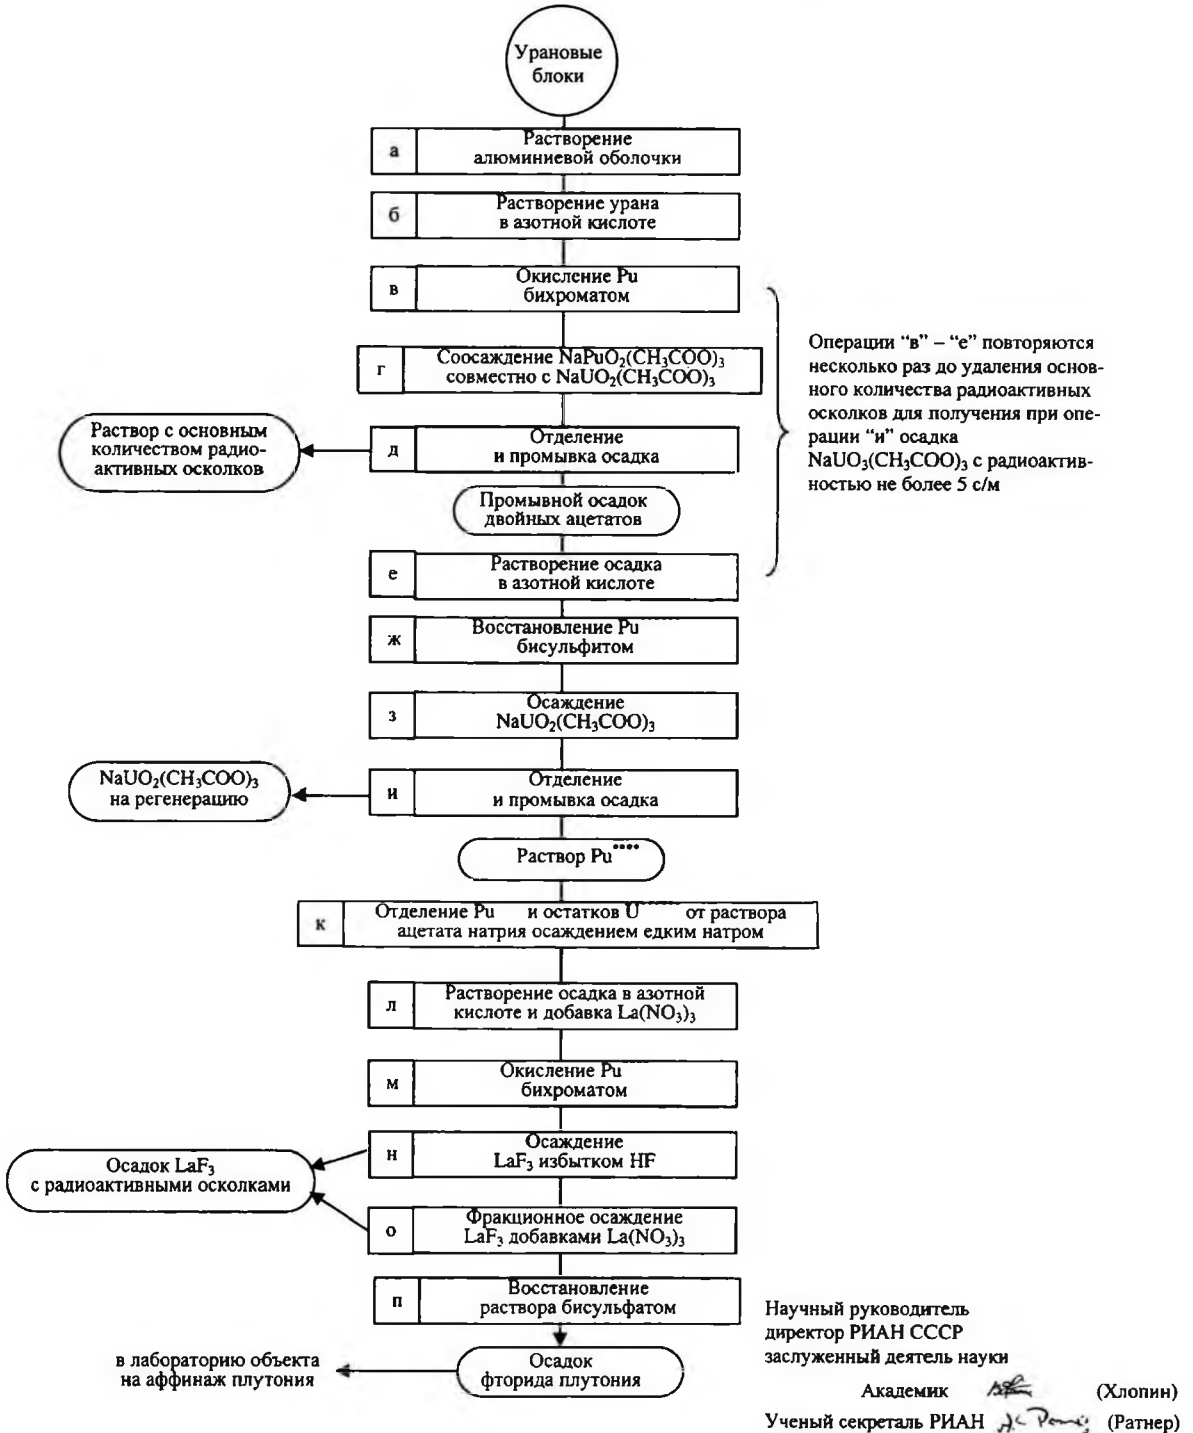 Урановые
блоки
а
Растворение
алюминиевой оболочки
б
Растворение урана
в азотной кислоте
в
Окисление Pu
бихроматом
г
Соосаждение NaPuO₂(CH₃COO)₃
совместно с NaUO₂(CH₃COO)₃
Операции “в” – “е” повторяются
несколько раз до удаления основ-
ного количества радиоактивных
осколков для получения при опе-
рации “и” осадка
NaUO₃(CH₃COO)₃ с радиоактив-
ностью не более 5 с/м
Раствор с основным
количеством радио-
активных осколков
д
Отделение
и промывка осадка
Промывной осадок
двойных ацетатов
е
Растворение осадка
в азотной кислоте
ж
Восстановление Pu
бисульфитом
з
Осаждение
NaUO₂(CH₃COO)₃
NaUO₂(CH₃COO)₃
на регенерацию
и
Отделение
и промывка осадка
Раствор Pu••••
к
Отделение Pu и остатков U от раствора
ацетата натрия осаждением едким натром
л
Растворение осадка в азотной
кислоте и добавка La(NO₃)₃
м
Окисление Pu
бихроматом
н
Осаждение
LaF₃ избытком HF
Осадок LaF₃
с радиоактивными осколками
о
Фракционное осаждение
LaF₃ добавками La(NO₃)₃
п
Восстановление
раствора бисульфатом
в лабораторию объекта
на аффинаж плутония
Осадок
фторида плутония
Научный руководитель
директор РИАН СССР
заслуженный деятель науки
Академик (Хлопин)
Ученый секреталь РИАН (Ратнер)